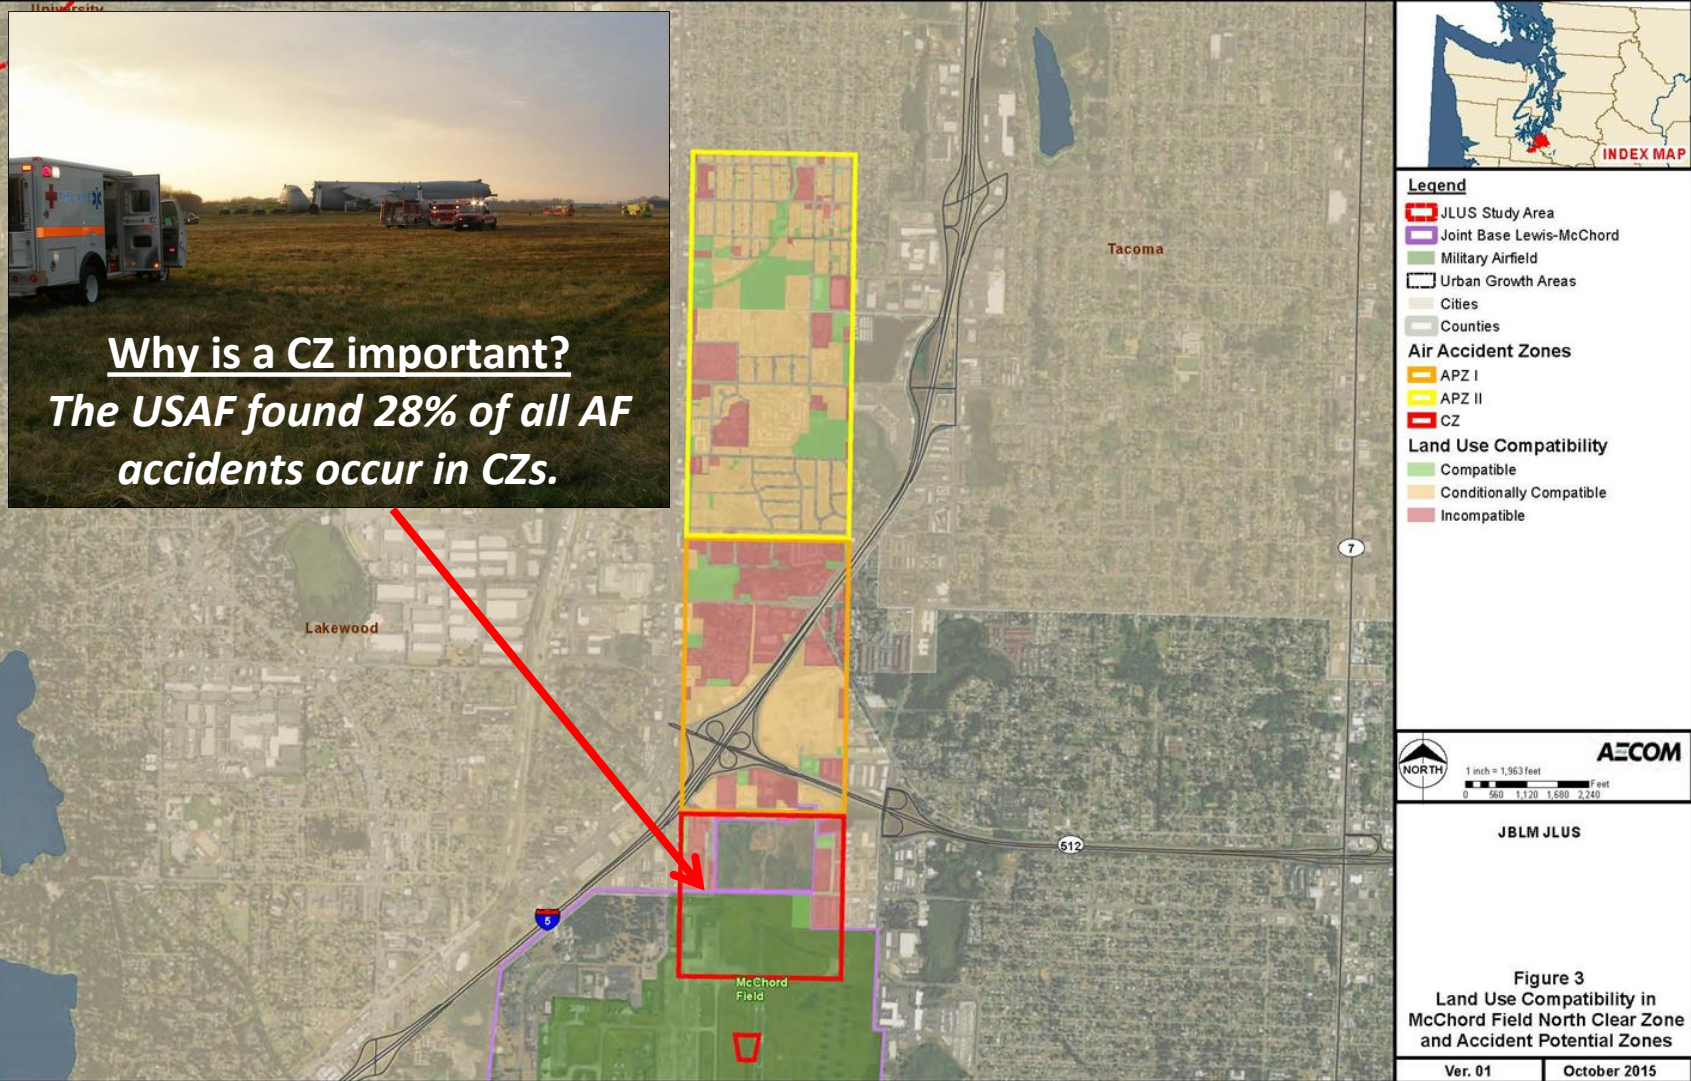 University
AMBULANCE
Why is a CZ important?
The USAF found 28% of all AF
accidents occur in CZs.
Tacoma
Lakewood
7
512
5
McChord
Field
INDEX MAP
Legend
JLUS Study Area
Joint Base Lewis-McChord
Military Airfield
Urban Growth Areas
Cities
Counties
Air Accident Zones
APZ I
APZ II
CZ
Land Use Compatibility
Compatible
Conditionally Compatible
Incompatible
NORTH
1 inch = 1,963 feet
Feet
0 560 1,120 1,680 2,240
AECOM
JBLM JLUS
Figure 3
Land Use Compatibility in
McChord Field North Clear Zone
and Accident Potential Zones
Ver. 01
October 2015